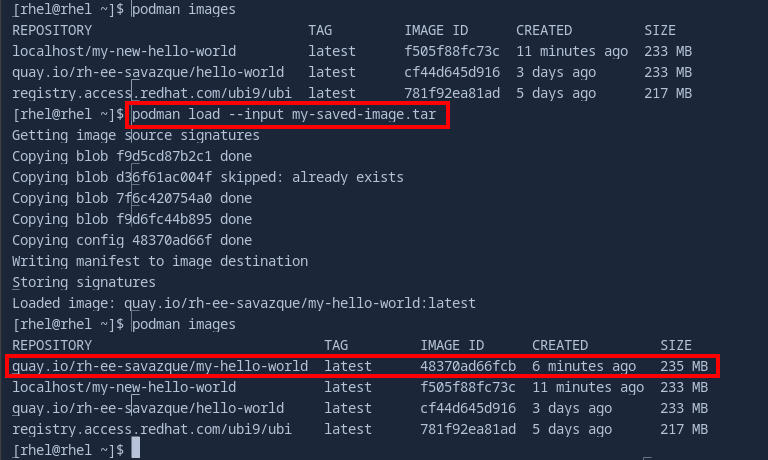 [rhel@rhel ~]$ podman images
REPOSITORY TAG IMAGE ID CREATED SIZE
localhost/my-new-hello-world latest f505f88fc73c 11 minutes ago 233 MB
quay.io/rh-ee-savazque/hello-world latest cf44d645d916 3 days ago 233 MB
registry.access.redhat.com/ubi9/ubi latest 781f92ea81ad 5 days ago 217 MB
[rhel@rhel ~]$ podman load --input my-saved-image.tar
Getting image source signatures
Copying blob f9d5cd87b2c1 done
Copying blob d36f61ac004f skipped: already exists
Copying blob 7f6c420754a0 done
Copying blob f9d6fc44b895 done
Copying config 48370ad66f done
Writing manifest to image destination
Storing signatures
Loaded image: quay.io/rh-ee-savazque/my-hello-world:latest
[rhel@rhel ~]$ podman images
REPOSITORY TAG IMAGE ID CREATED SIZE
quay.io/rh-ee-savazque/my-hello-world latest 48370ad66fcb 6 minutes ago 235 MB
localhost/my-new-hello-world latest f505f88fc73c 11 minutes ago 233 MB
quay.io/rh-ee-savazque/hello-world latest cf44d645d916 3 days ago 233 MB
registry.access.redhat.com/ubi9/ubi latest 781f92ea81ad 5 days ago 217 MB
[rhel@rhel ~]$